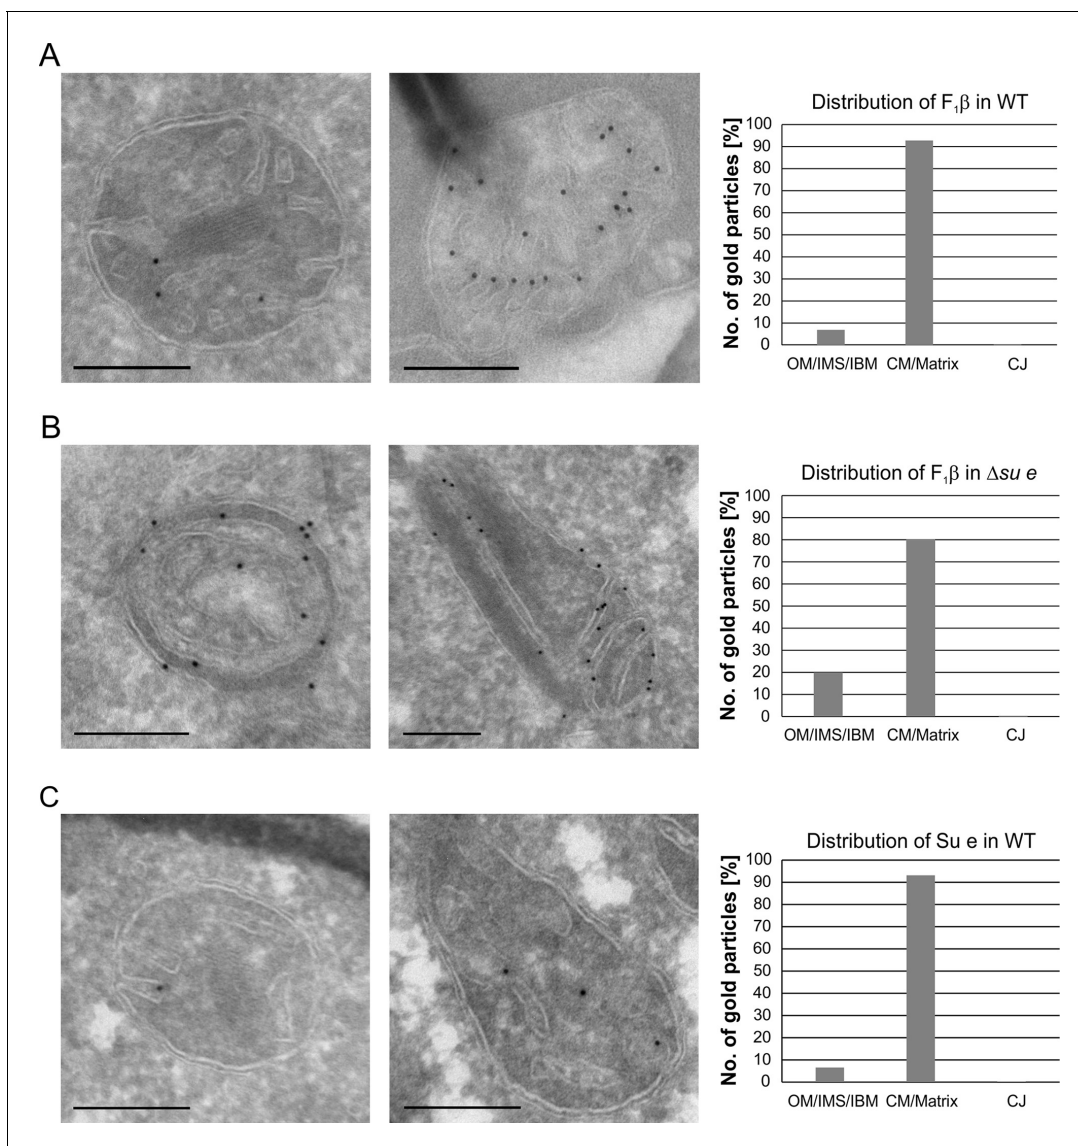 A
Distribution of F₁β in WT
No. of gold particles [%]
100
90
80
70
60
50
40
30
20
10
0
OM/IMS/IBM CM/Matrix CJ
B
Distribution of F₁β in Δsu e
No. of gold particles [%]
100
90
80
70
60
50
40
30
20
10
0
OM/IMS/IBM CM/Matrix CJ
C
Distribution of Su e in WT
No. of gold particles [%]
100
90
80
70
60
50
40
30
20
10
0
OM/IMS/IBM CM/Matrix CJ